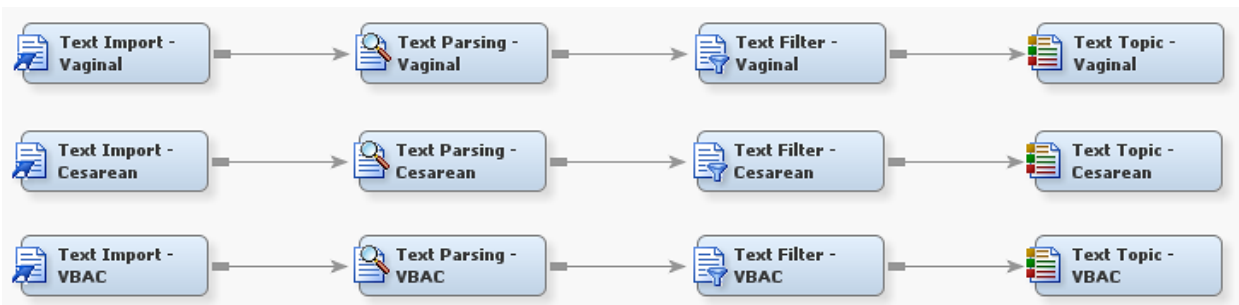 Text Import -
Vaginal
Text Parsing -
Vaginal
Text Filter -
Vaginal
Text Topic -
Vaginal
Text Import -
Cesarean
Text Parsing -
Cesarean
Text Filter -
Cesarean
Text Topic -
Cesarean
Text Import -
VBAC
Text Parsing -
VBAC
Text Filter -
VBAC
Text Topic -
VBAC